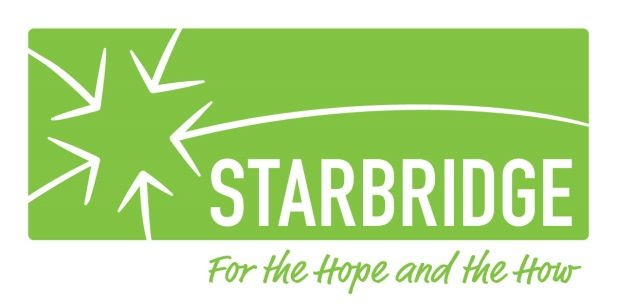 STARBRIDGE
For the Hope and the How